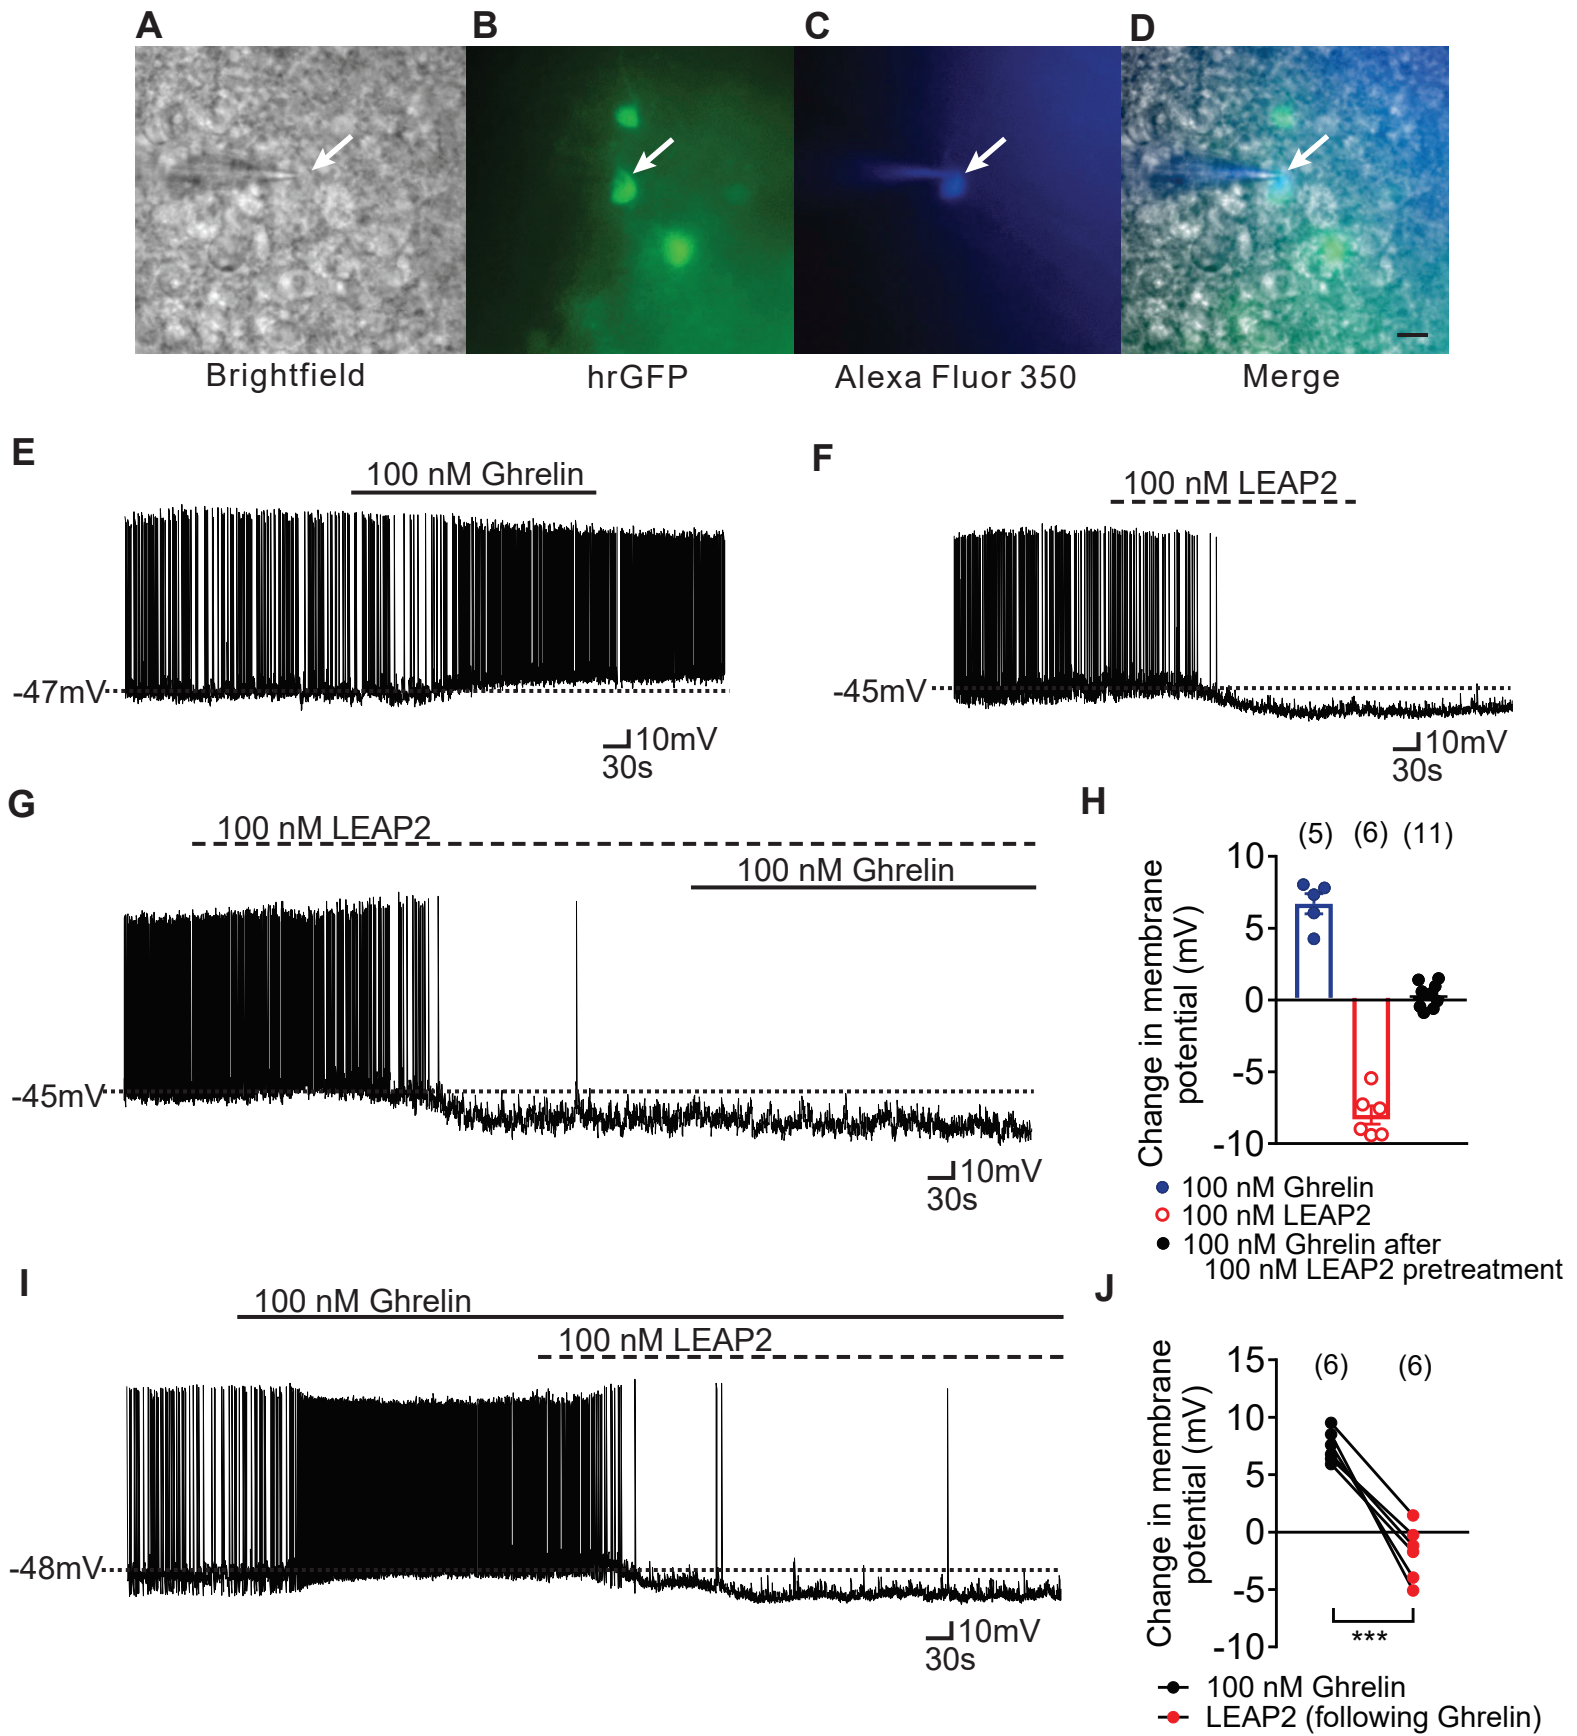 A
B
C
D
Brightfield
hrGFP
Alexa Fluor 350
Merge
E
100 nM Ghrelin
-47mV
10mV
30s
F
100 nM LEAP2
-45mV
10mV
30s
G
100 nM LEAP2
100 nM Ghrelin
-45mV
10mV
30s
H
(5) (6) (11)
10
5
0
-5
-10
Change in membrane
potential (mV)
100 nM Ghrelin
100 nM LEAP2
100 nM Ghrelin after
100 nM LEAP2 pretreatment
I
100 nM Ghrelin
100 nM LEAP2
-48mV
10mV
30s
J
(6) (6)
15
10
5
0
-5
-10
Change in membrane
potential (mV)
***
100 nM Ghrelin
LEAP2 (following Ghrelin)